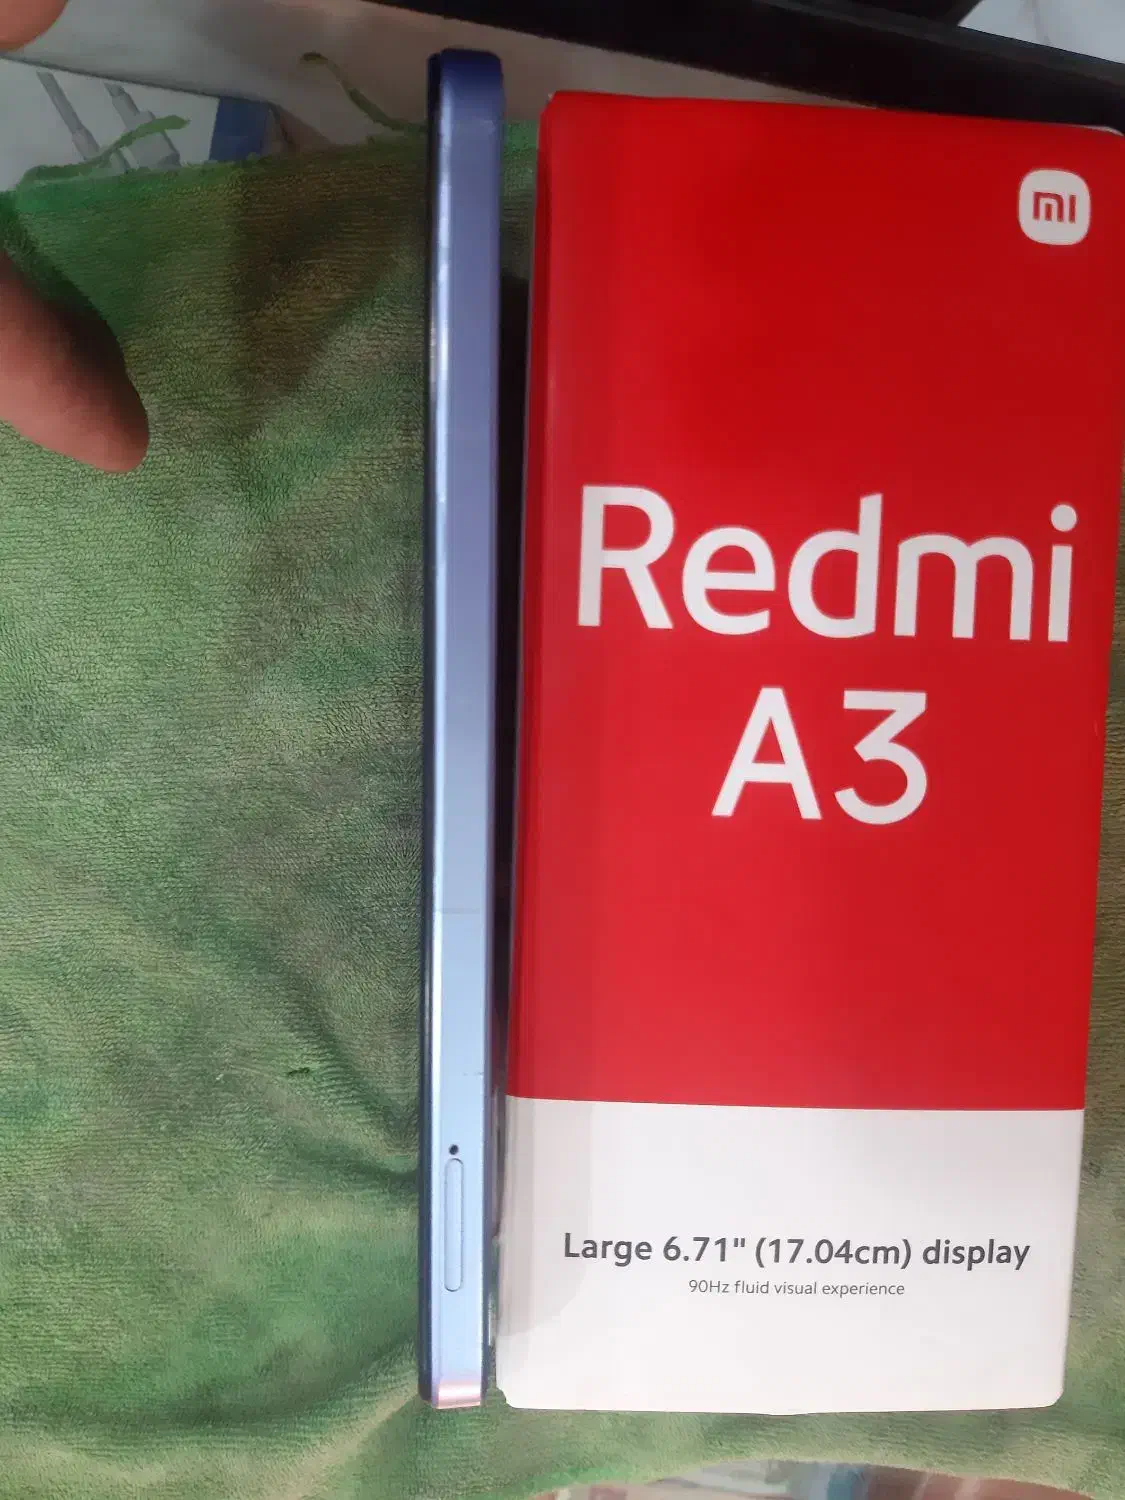 mi
Redmi
A3
Large 6.71" (17.04cm) display
90Hz fluid visual experience